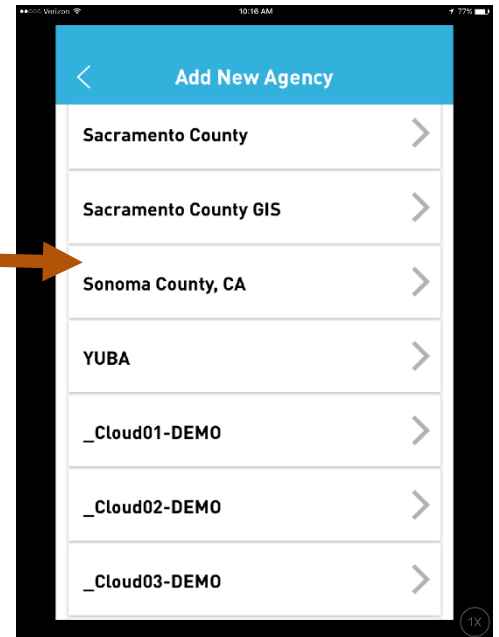 Verizon 10:16 AM 77%
Add New Agency
Sacramento County
Sacramento County GIS
Sonoma County, CA
YUBA
_Cloud01-DEMO
_Cloud02-DEMO
_Cloud03-DEMO
1X